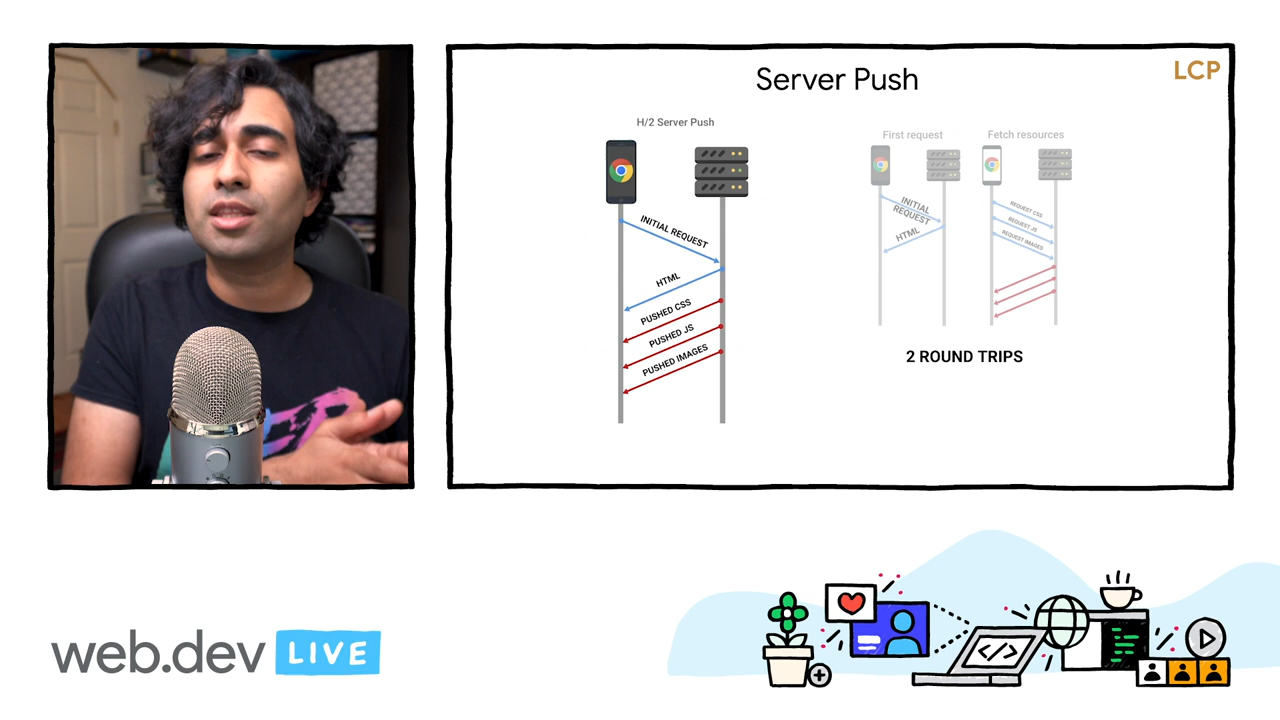 Server Push
LCP
H/2 Server Push
INITIAL REQUEST
HTML
PUSHED CSS
PUSHED JS
PUSHED IMAGES
First request
Fetch resources
INITIAL
REQUEST
HTML
REQUEST CSS
REQUEST JS
REQUEST IMAGES
2 ROUND TRIPS
web.dev LIVE